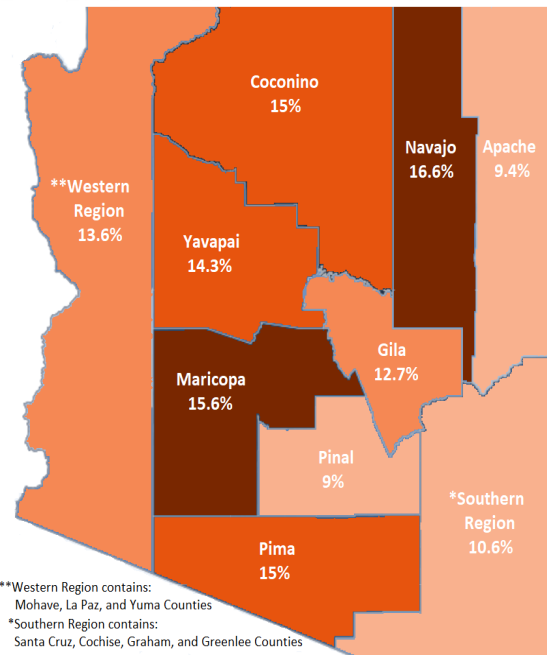 Coconino
15%
Navajo
16.6%
Apache
9.4%
**Western
Region
13.6%
Yavapai
14.3%
Gila
12.7%
Maricopa
15.6%
Pinal
9%
*Southern
Region
10.6%
Pima
15%
**Western Region contains:
Mohave, La Paz, and Yuma Counties
*Southern Region contains:
Santa Cruz, Cochise, Graham, and Greenlee Counties